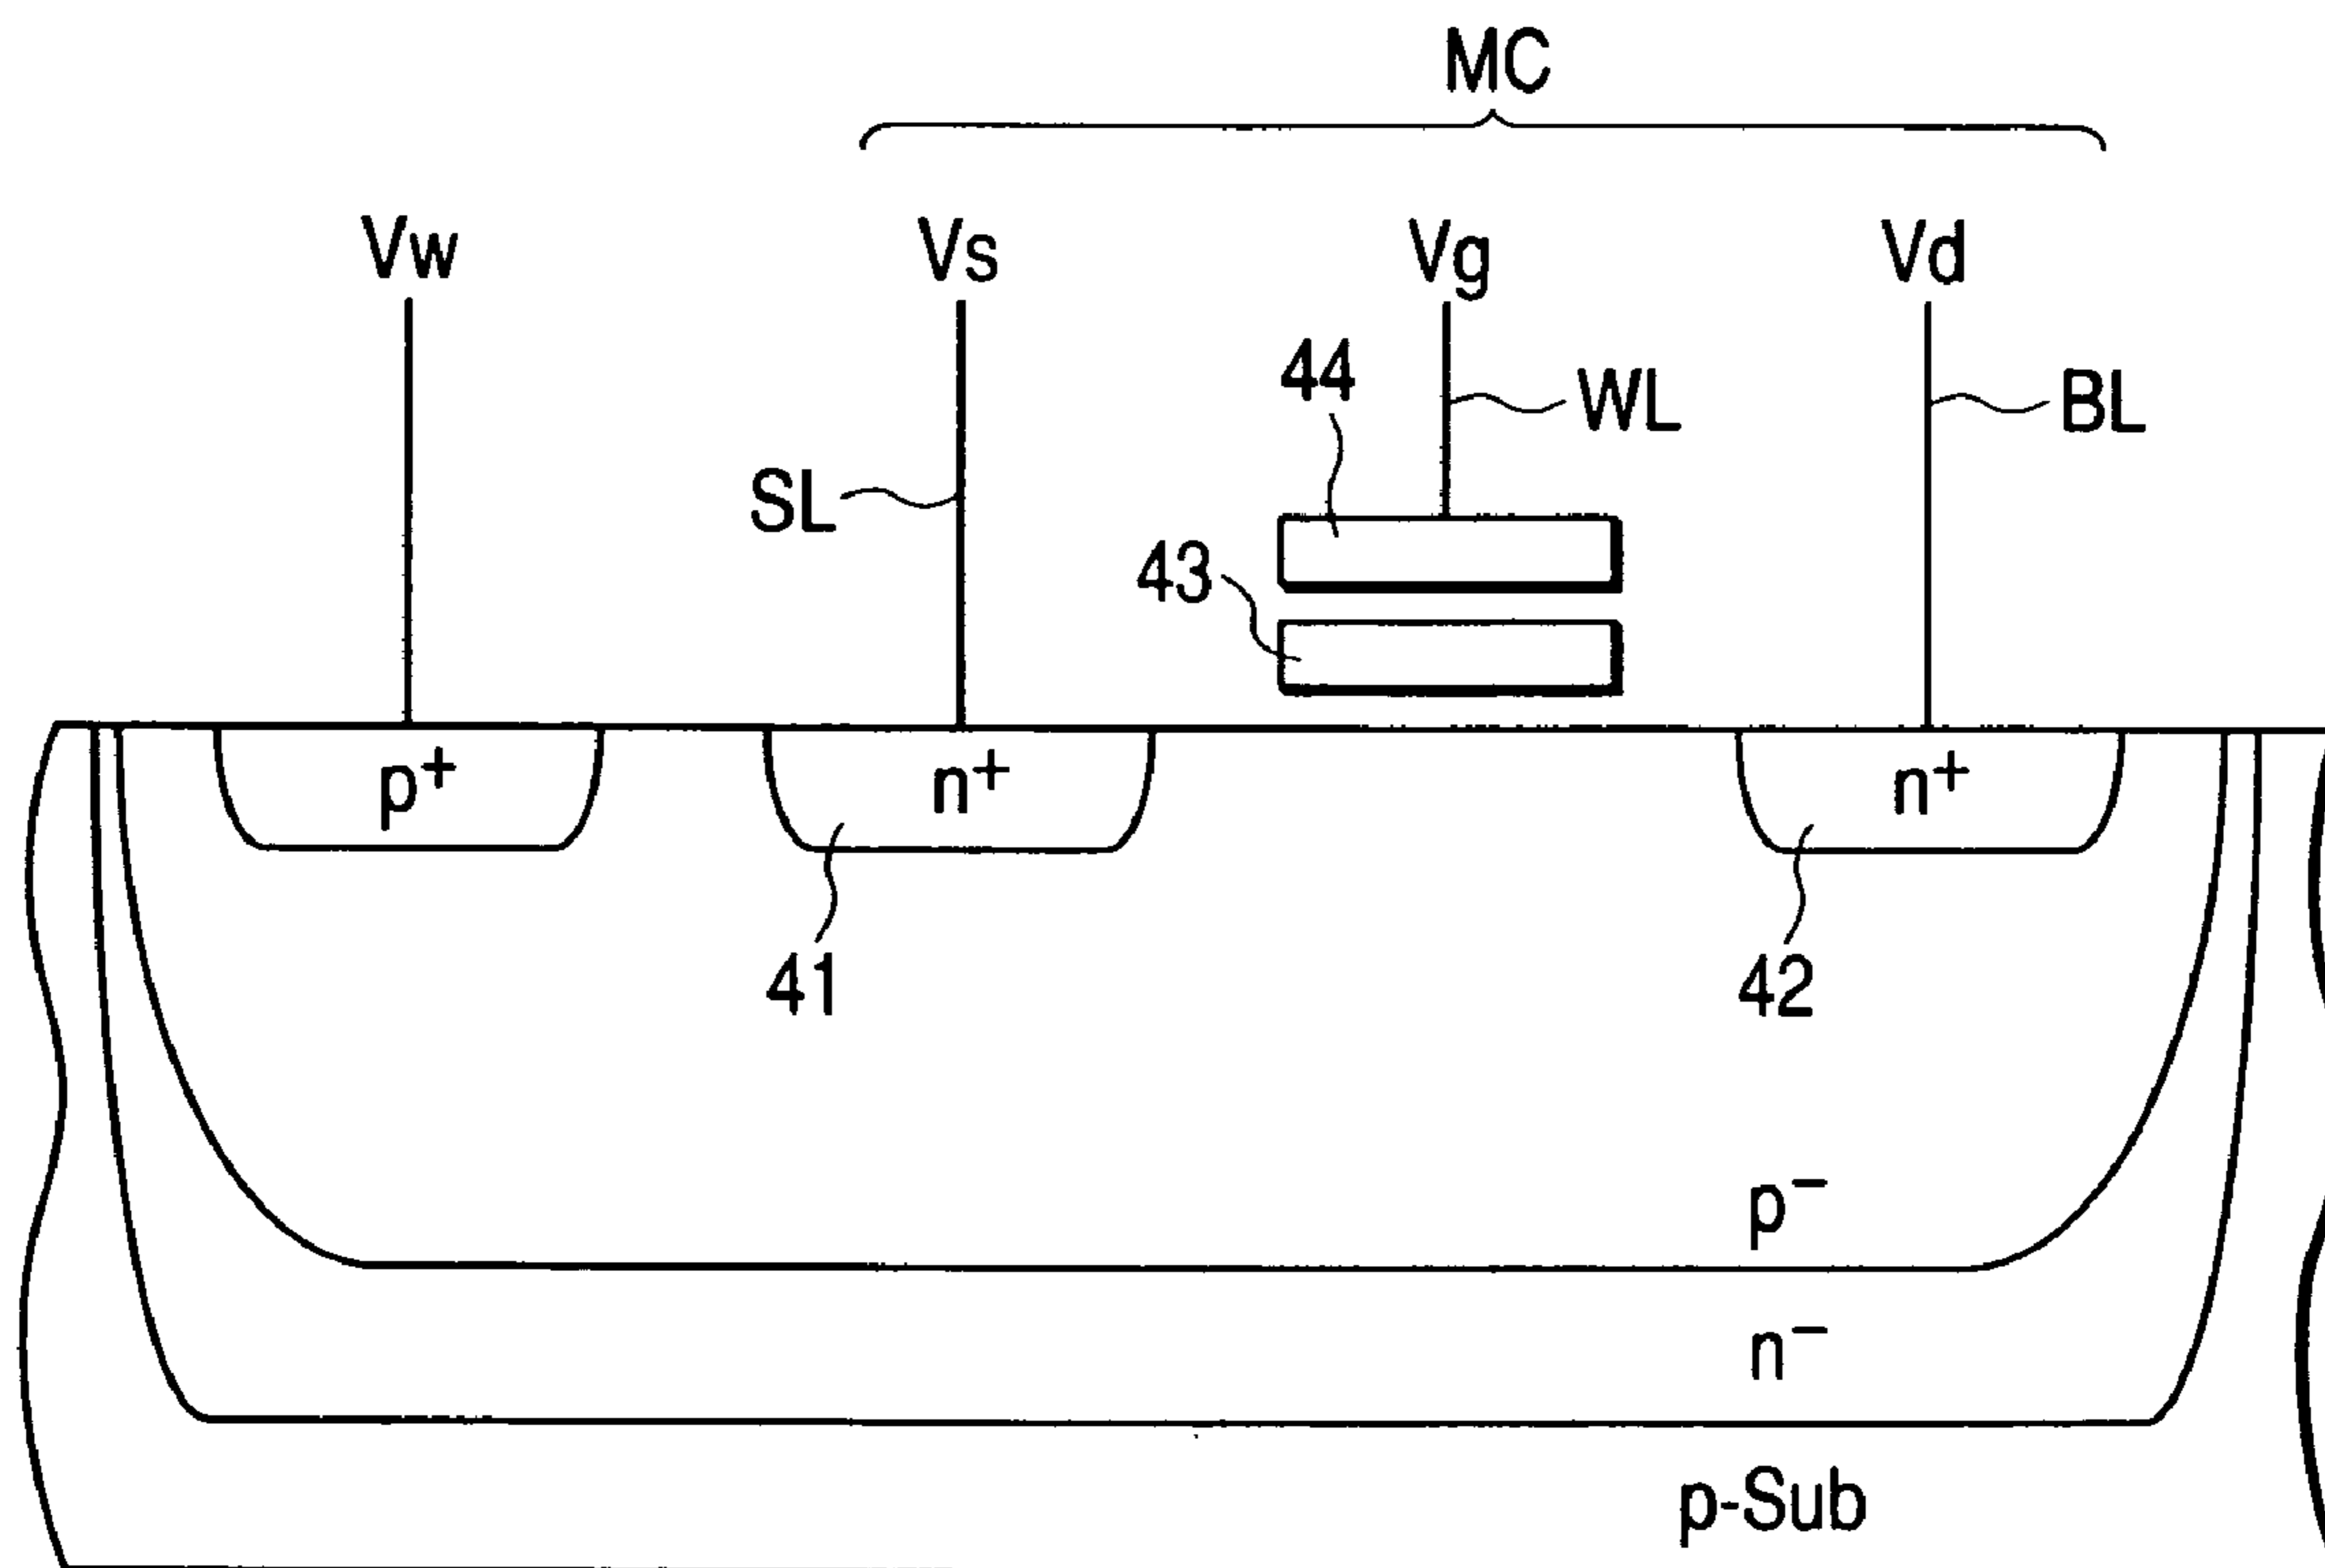 MC
Vw Vs Vg Vd
44 WL BL
SL
43
p+ n+ n+
41 42
p−
n−
p-Sub